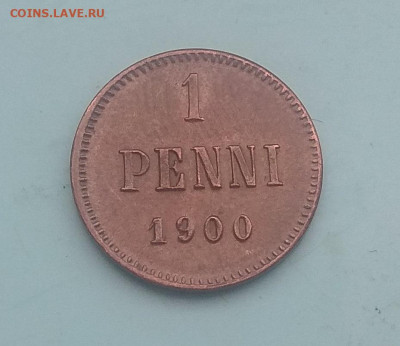 COINS.LAVE.RU
1
PENNI
1900